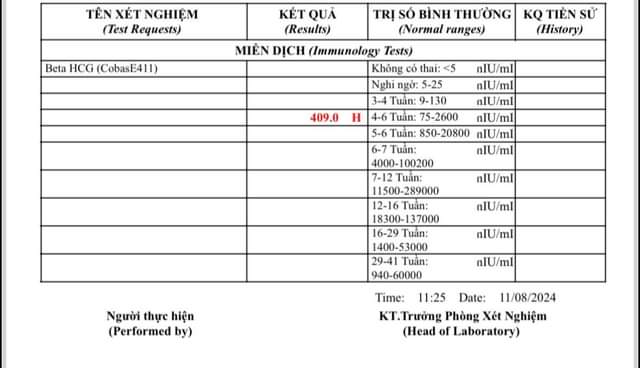 TÊN XÉT NGHIỆM KẾT QUẢ TRỊ SỐ BÌNH THƯỜNG KQ TIỀN SỬ
(Test Requests) (Results) (Normal ranges) (History)
MIỄN DỊCH (Immunology Tests)
Beta HCG (CobasE411) Không có thai: <5 nIU/ml
Nghi ngờ: 5-25 nIU/ml
3-4 Tuần: 9-130 nIU/ml
409.0 H 4-6 Tuần: 75-2600 nIU/ml
5-6 Tuần: 850-20800 nIU/ml
6-7 Tuần: nIU/ml
4000-100200
7-12 Tuần: nIU/ml
11500-289000
12-16 Tuần: nIU/ml
18300-137000
16-29 Tuần: nIU/ml
1400-53000
29-41 Tuần: nIU/ml
940-60000
Time: 11:25 Date: 11/08/2024
Người thực hiện KT.Trưởng Phòng Xét Nghiệm
(Performed by) (Head of Laboratory)